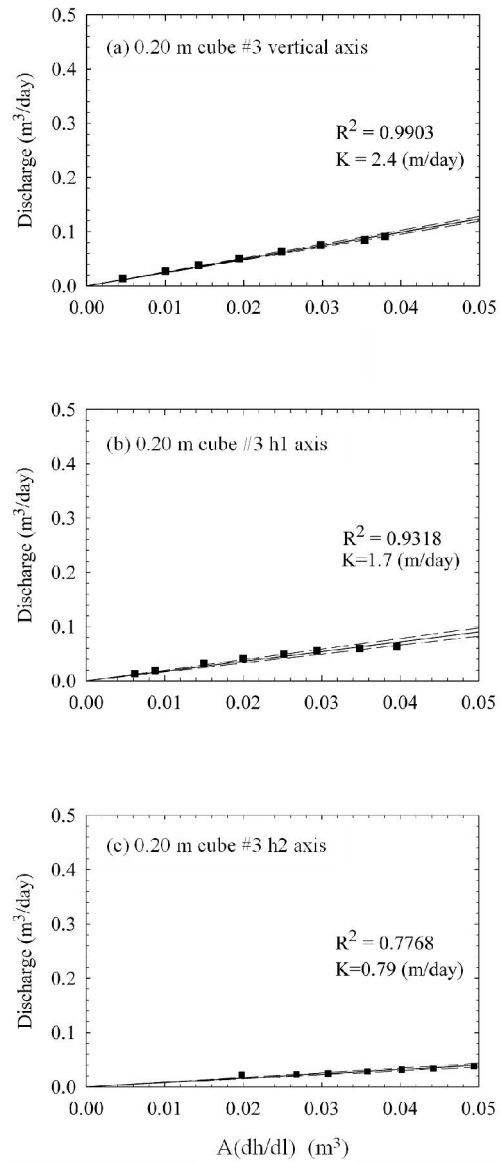 (a) 0.20 m cube #3 vertical axis
R² = 0.9903
K = 2.4 (m/day)
Discharge (m³/day)
0.5
0.4
0.3
0.2
0.1
0.0
0.00 0.01 0.02 0.03 0.04 0.05
(b) 0.20 m cube #3 h1 axis
R² = 0.9318
K=1.7 (m/day)
Discharge (m³/day)
0.5
0.4
0.3
0.2
0.1
0.0
0.00 0.01 0.02 0.03 0.04 0.05
(c) 0.20 m cube #3 h2 axis
R² = 0.7768
K=0.79 (m/day)
Discharge (m³/day)
0.5
0.4
0.3
0.2
0.1
0.0
0.00 0.01 0.02 0.03 0.04 0.05
A(dh/dl) (m³)